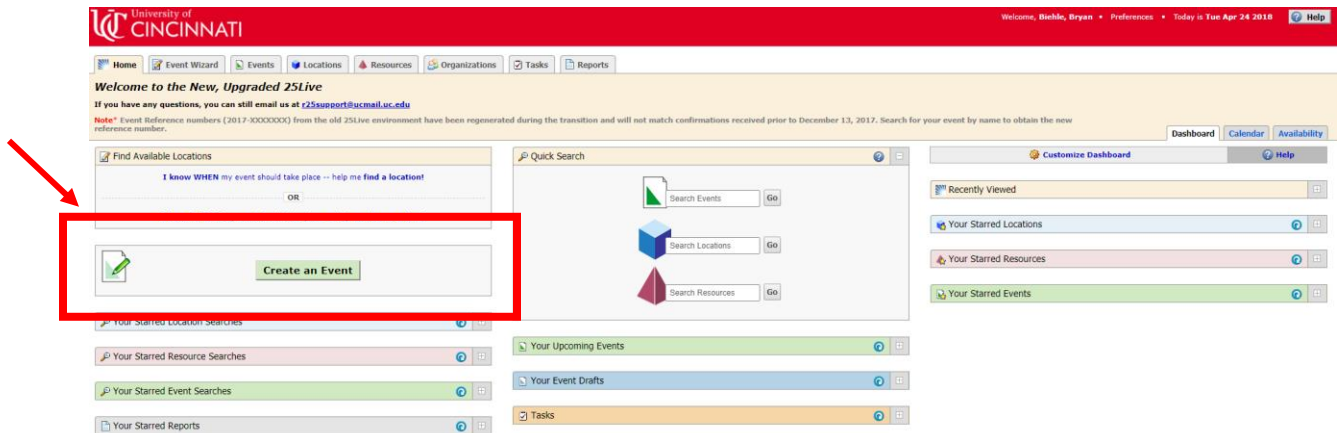 University of
CINCINNATI
Welcome, Biehle, Bryan • Preferences • Today is Tue Apr 24 2018 Help
Home Event Wizard Events Locations Resources Organizations Tasks Reports
Welcome to the New, Upgraded 25Live
If you have any questions, you can still email us at r25support@ucmail.uc.edu
Note* Event Reference numbers (2017-XXXXXXX) from the old 25Live environment have been regenerated during the transition and will not match confirmations received prior to December 13, 2017. Search for your event by name to obtain the new
reference number.
Dashboard Calendar Availability
Find Available Locations
I know WHEN my event should take place -- help me find a location!
OR
Create an Event
Your Starred Location Searches
Your Starred Resource Searches
Your Starred Event Searches
Your Starred Reports
Quick Search
Search Events Go
Search Locations Go
Search Resources Go
Your Upcoming Events
Your Event Drafts
Tasks
Customize Dashboard Help
Recently Viewed
Your Starred Locations
Your Starred Resources
Your Starred Events